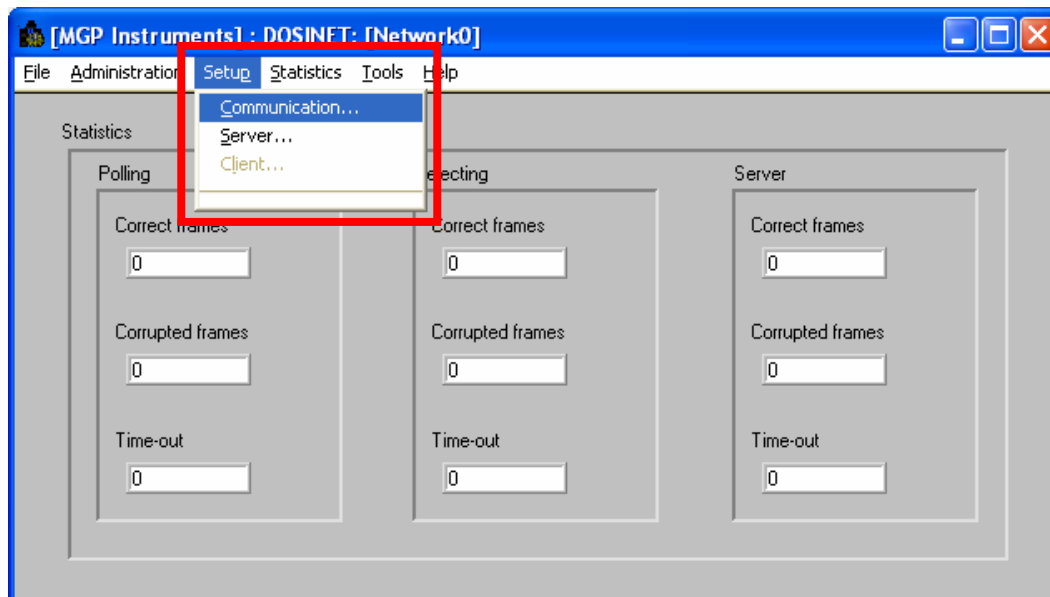 [MGP Instruments] : DOSINET: [Network0]
File Administration Setup Statistics Tools Help
Communication...
Server...
Client...
Statistics
Polling electing Server
Correct frames Correct frames Correct frames
0 0 0
Corrupted frames Corrupted frames Corrupted frames
0 0 0
Time-out Time-out Time-out
0 0 0